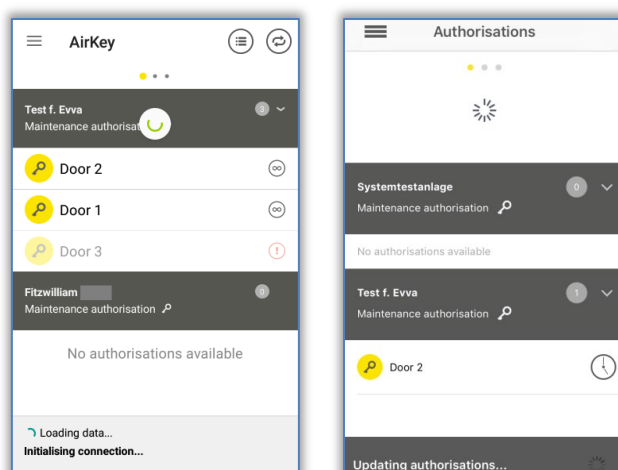 AirKey
Test f. Evva
3
Maintenance authorisat
Door 2
Door 1
Door 3
Fitzwilliam
0
Maintenance authorisation
No authorisations available
Loading data...
Initialising connection...
Authorisations
Systemtestanlage
0
Maintenance authorisation
No authorisations available
Test f. Evva
1
Maintenance authorisation
Door 2
Updating authorisations...